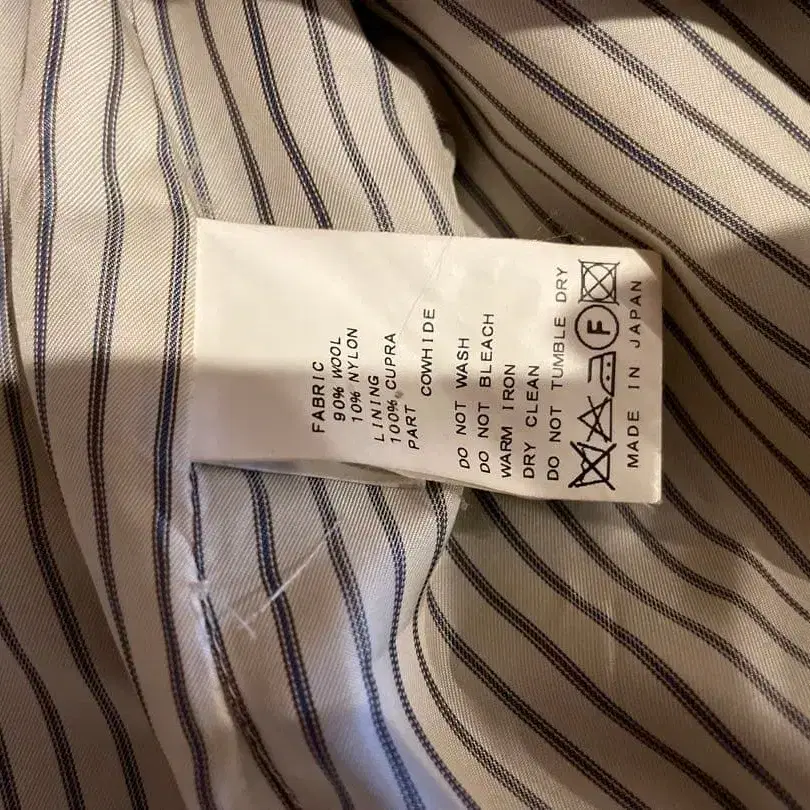 FABRIC
90% WOOL
10% NYLON
LINING
100% CUPRA
PART COWHIDE
DO NOT WASH
DO NOT BLEACH
WARM IRON
DRY CLEAN
DO NOT TUMBLE DRY
F
MADE IN JAPAN